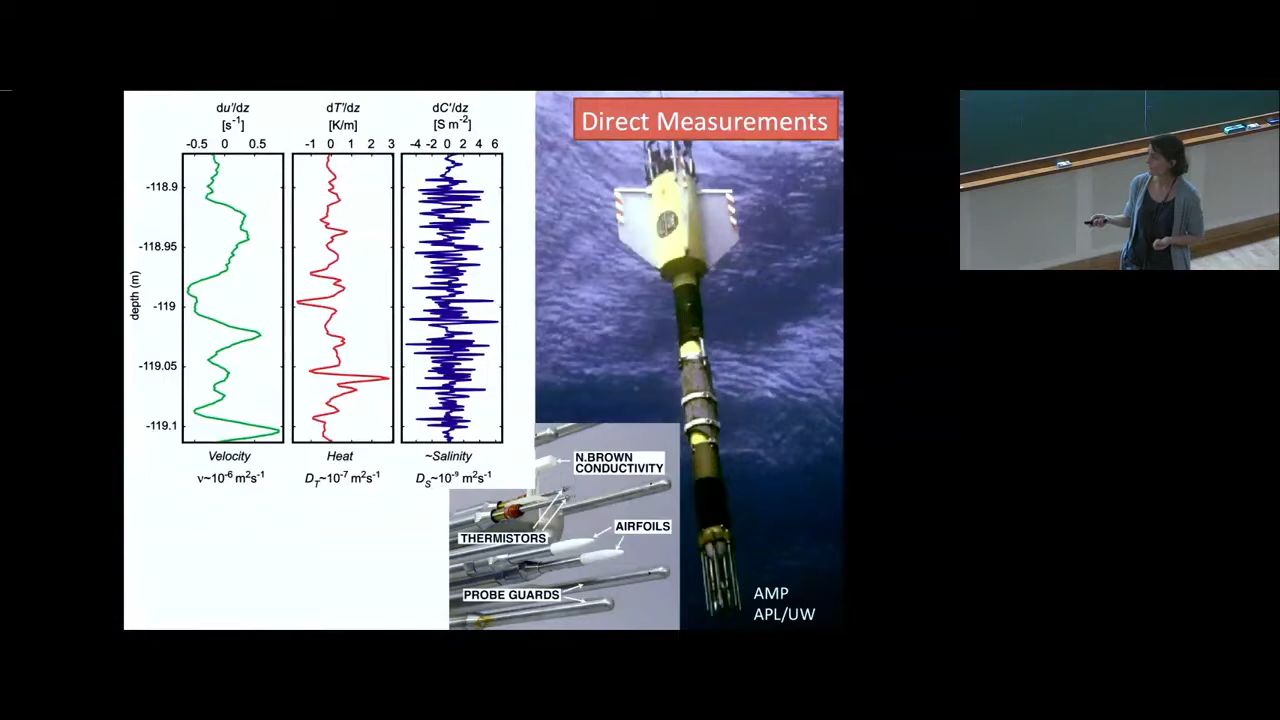 Direct Measurements
du'/dz
[s⁻¹]
-0.5 0 0.5
dT'/dz
[K/m]
-1 0 1 2 3
dC'/dz
[S m⁻²]
-4 -2 0 2 4 6
depth (m)
-118.9
-118.95
-119
-119.05
-119.1
Velocity
ν~10⁻⁶ m²s⁻¹
Heat
D_T~10⁻⁷ m²s⁻¹
~Salinity
D_S~10⁻⁹ m²s⁻¹
N.BROWN
CONDUCTIVITY
THERMISTORS
AIRFOILS
PROBE GUARDS
AMP
APL/UW